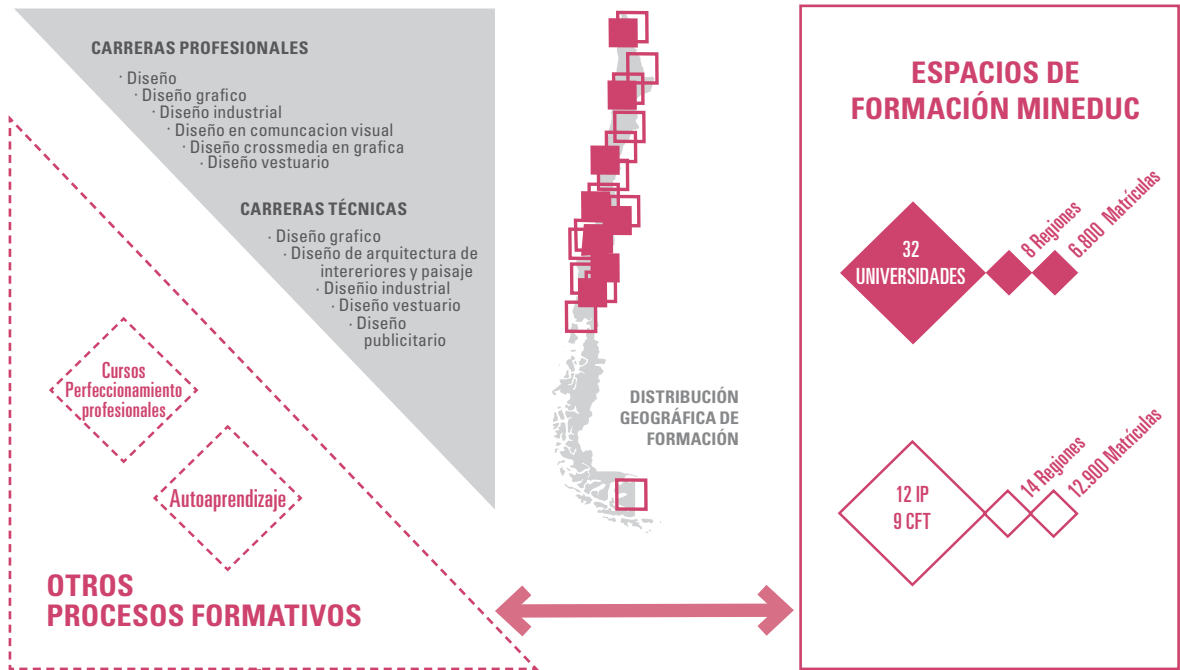 CARRERAS PROFESIONALES
· Diseño
· Diseño grafico
· Diseño industrial
· Diseño en comuncacion visual
· Diseño crossmedia en grafica
· Diseño vestuario
CARRERAS TÉCNICAS
· Diseño grafico
· Diseño de arquitectura de
intereriores y paisaje
· Diseñio industrial
· Diseño vestuario
· Diseño
publicitario
Cursos
Perfeccionamiento
profesionales
Autoaprendizaje
OTROS
PROCESOS FORMATIVOS
DISTRIBUCIÓN
GEOGRÁFICA DE
FORMACIÓN
ESPACIOS DE
FORMACIÓN MINEDUC
32
UNIVERSIDADES
8 Regiones
6.800 Matrículas
12 IP
9 CFT
14 Regiones
12.900 Matrículas